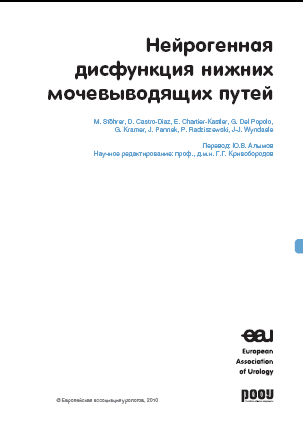 Нейрогенная
дисфункция нижних
мочевыводящих путей
M. Stöhrer, D. Castro-Diaz, E. Chartier-Kastler, G. Del Popolo,
G. Kramer, J. Pannek, P. Radziszewski, J-J. Wyndaele
Перевод: Ю.В. Алымов
Научное редактирование: проф., д.м.н. Г.Г. Кривобородов
eau
European
Association
of Urology
РООУ
© Европейская ассоциация урологов, 2010